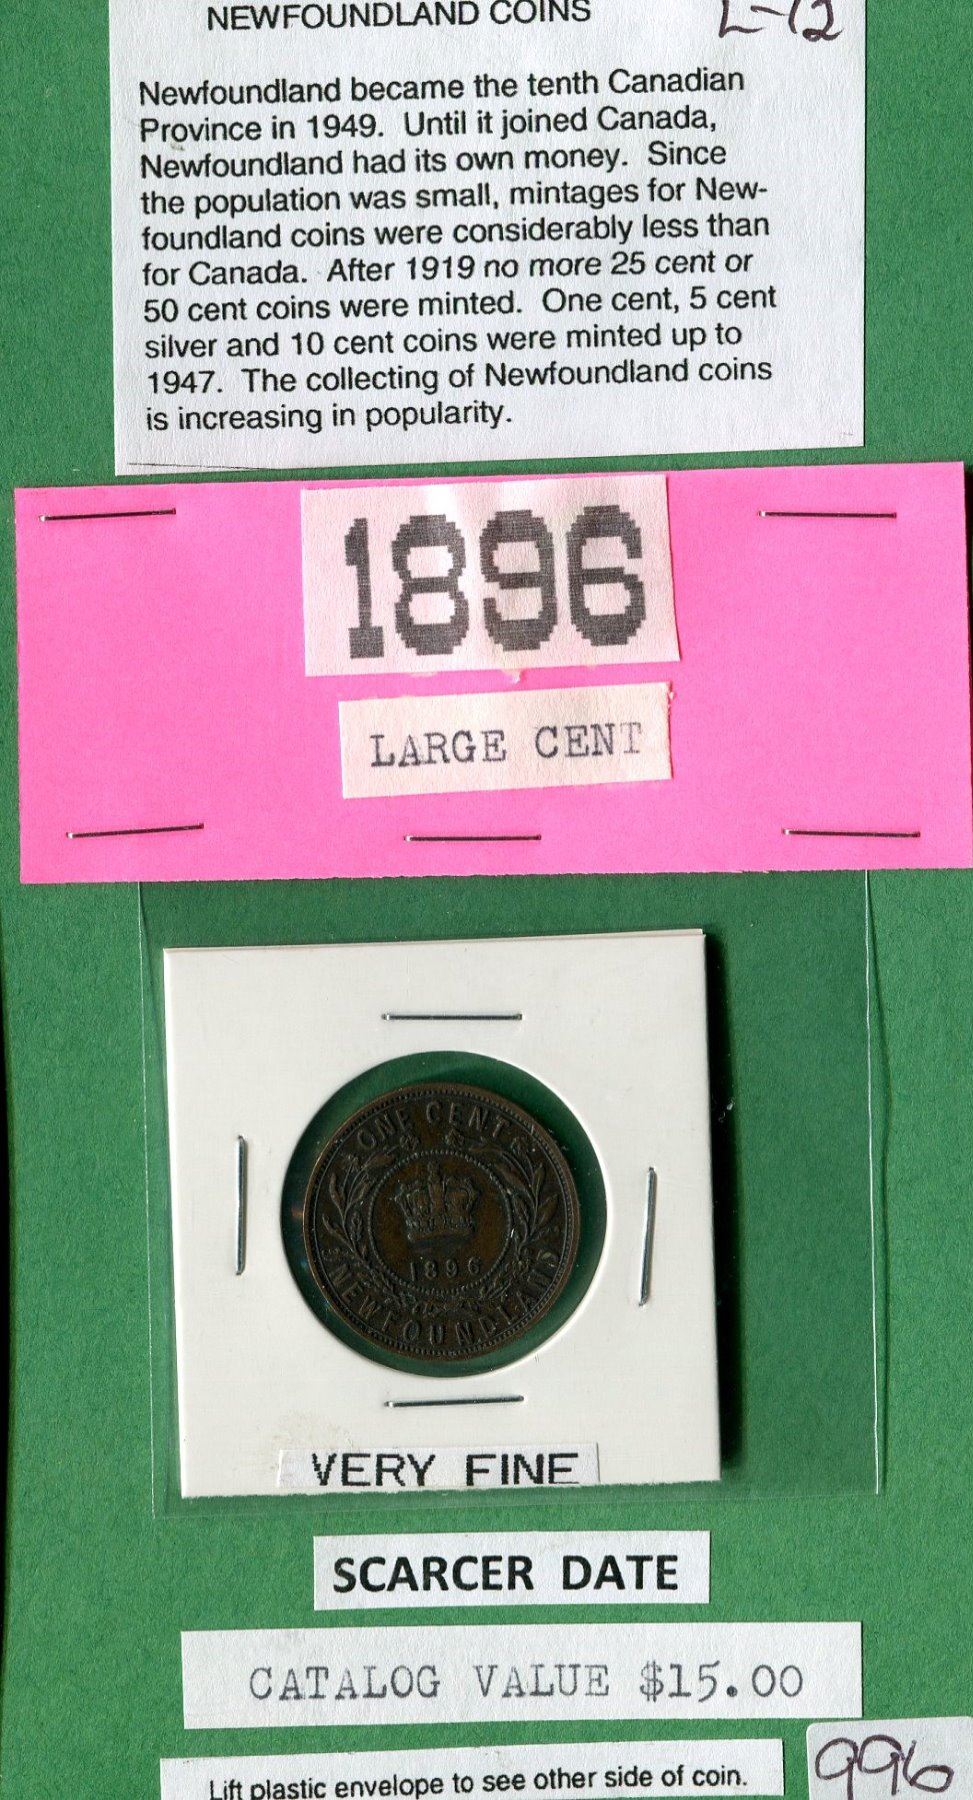 NEWFOUNDLAND COINS
L-12
Newfoundland became the tenth Canadian
Province in 1949. Until it joined Canada,
Newfoundland had its own money. Since
the population was small, mintages for New-
foundland coins were considerably less than
for Canada. After 1919 no more 25 cent or
50 cent coins were minted. One cent, 5 cent
silver and 10 cent coins were minted up to
1947. The collecting of Newfoundland coins
is increasing in popularity.
1896
LARGE CENT
ONE CENT
1896
NEWFOUNDLAND
VERY FINE
SCARCER DATE
CATALOG VALUE $15.00
Lift plastic envelope to see other side of coin.
996